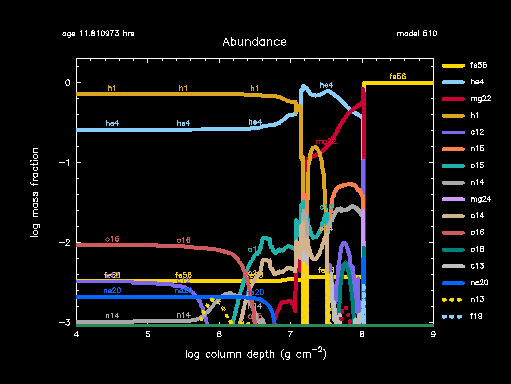 age 11.810973 hrs
model 610
Abundance
fe56
he4
mg22
h1
c12
n15
o15
n14
mg24
o14
o16
o18
c13
ne20
n13
f19
0
−1
−2
−3
h1 h1 h1
he4 he4 he4 he4
fe56
o16 o16
fe56 fe56
ne20
n14 n14
4 5 6 7 8 9
log column depth (g cm−2)
log mass fraction